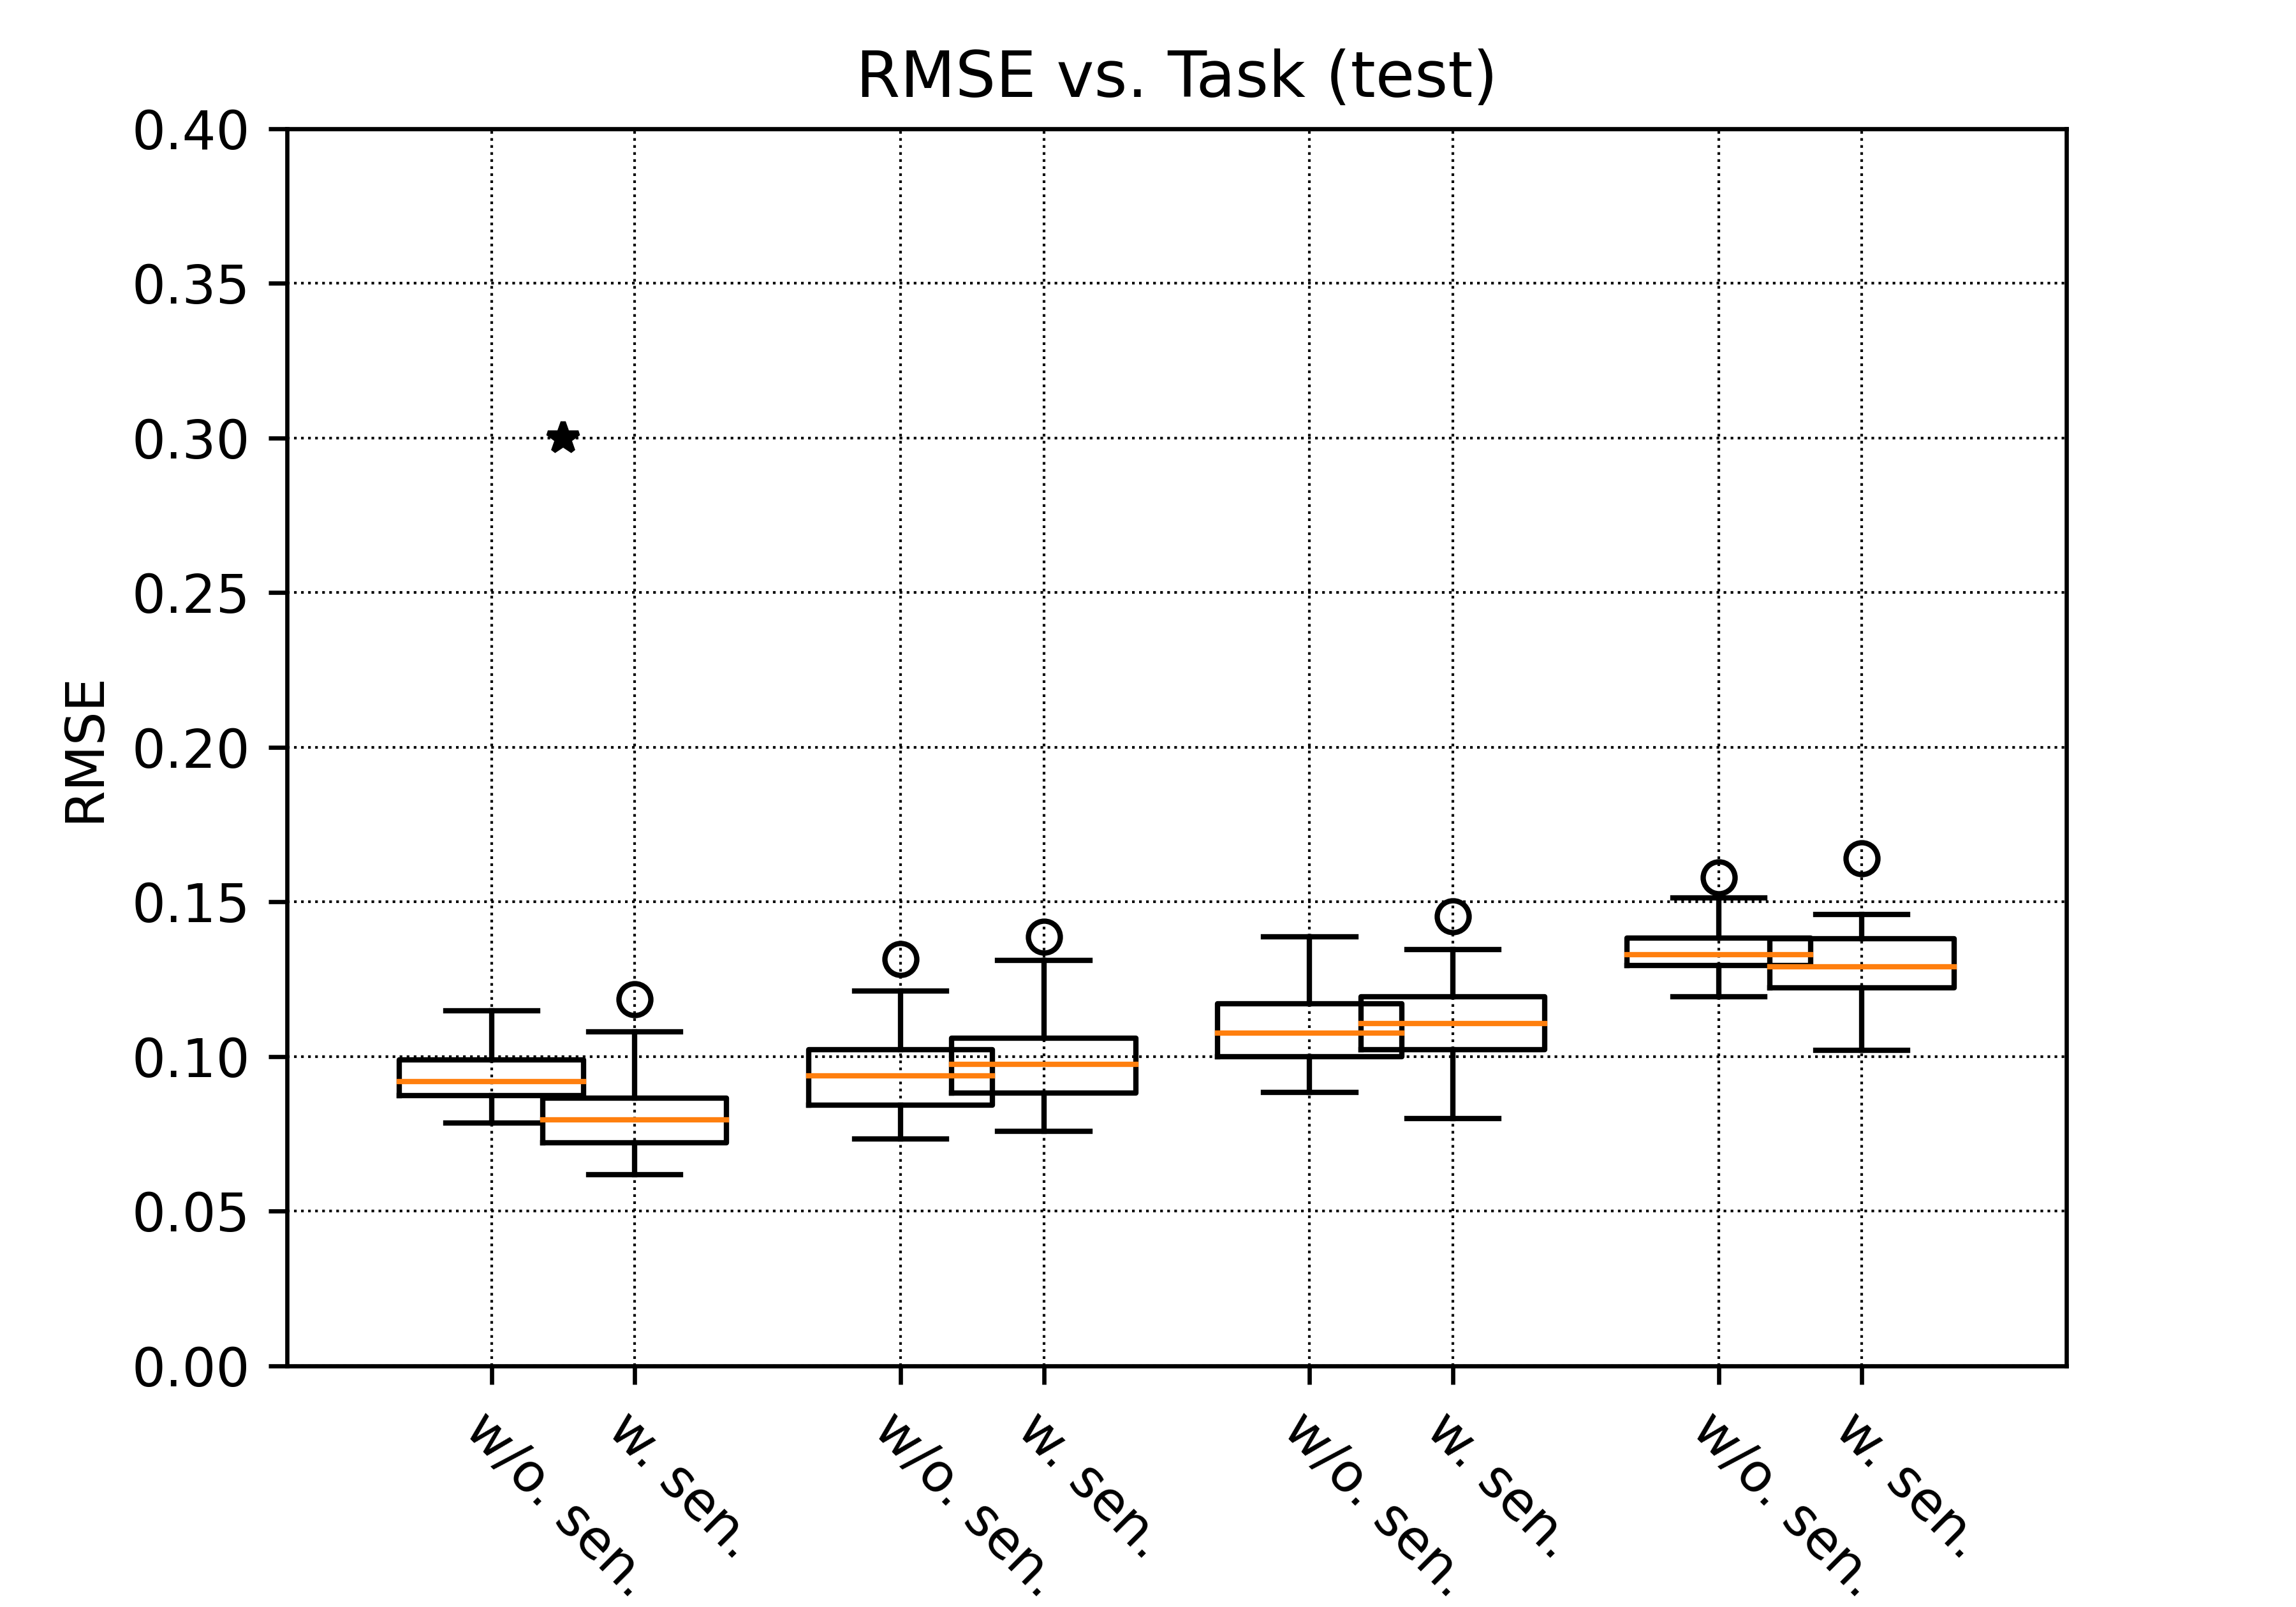 RMSE vs. Task (test)
0.40
0.35
0.30
0.25
0.20
0.15
0.10
0.05
0.00
RMSE
w/o. sen.
w. sen.
w/o. sen.
w. sen.
w/o. sen.
w. sen.
w/o. sen.
w. sen.